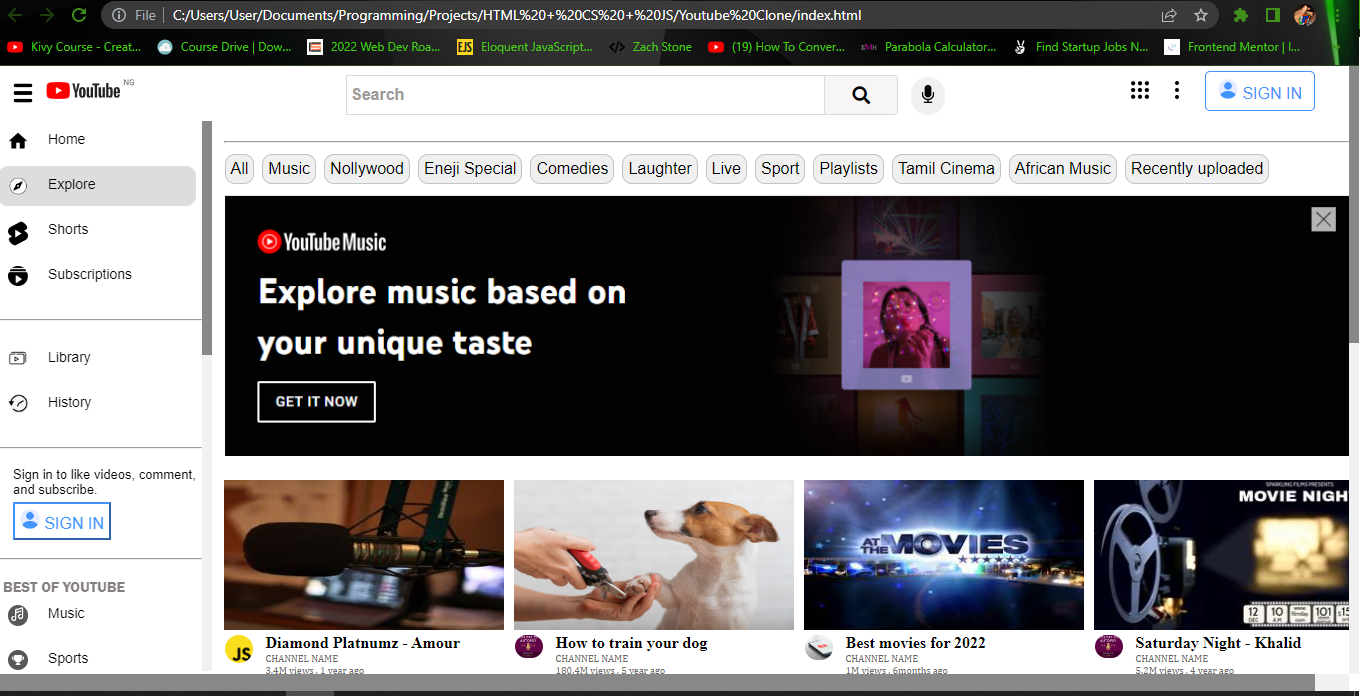 File C:/Users/User/Documents/Programming/Projects/HTML%20+%20CS%20+%20JS/Youtube%20Clone/index.html
Kivy Course - Creat... Course Drive | Dow... 2022 Web Dev Roa... EJS Eloquent JavaScript... </> Zach Stone (19) How To Conver... Parabola Calculator... Find Startup Jobs N... Frontend Mentor | I...
YouTube NG Search SIGN IN
Home
Explore
Shorts
Subscriptions
Library
History
Sign in to like videos, comment,
and subscribe.
SIGN IN
BEST OF YOUTUBE
Music
Sports
All Music Nollywood Eneji Special Comedies Laughter Live Sport Playlists Tamil Cinema African Music Recently uploaded
YouTube Music
Explore music based on
your unique taste
GET IT NOW
AT THE MOVIES
SPARKLING FILMS PRESENTS
MOVIE NIGH
12 DEC 10 AM 101
JS Diamond Platnumz - Amour
CHANNEL NAME
3.4M views . 1 year ago
How to train your dog
CHANNEL NAME
180.4M views . 5 year ago
Best movies for 2022
CHANNEL NAME
1M views . 6months ago
Saturday Night - Khalid
CHANNEL NAME
5.2M views . 4 year ago